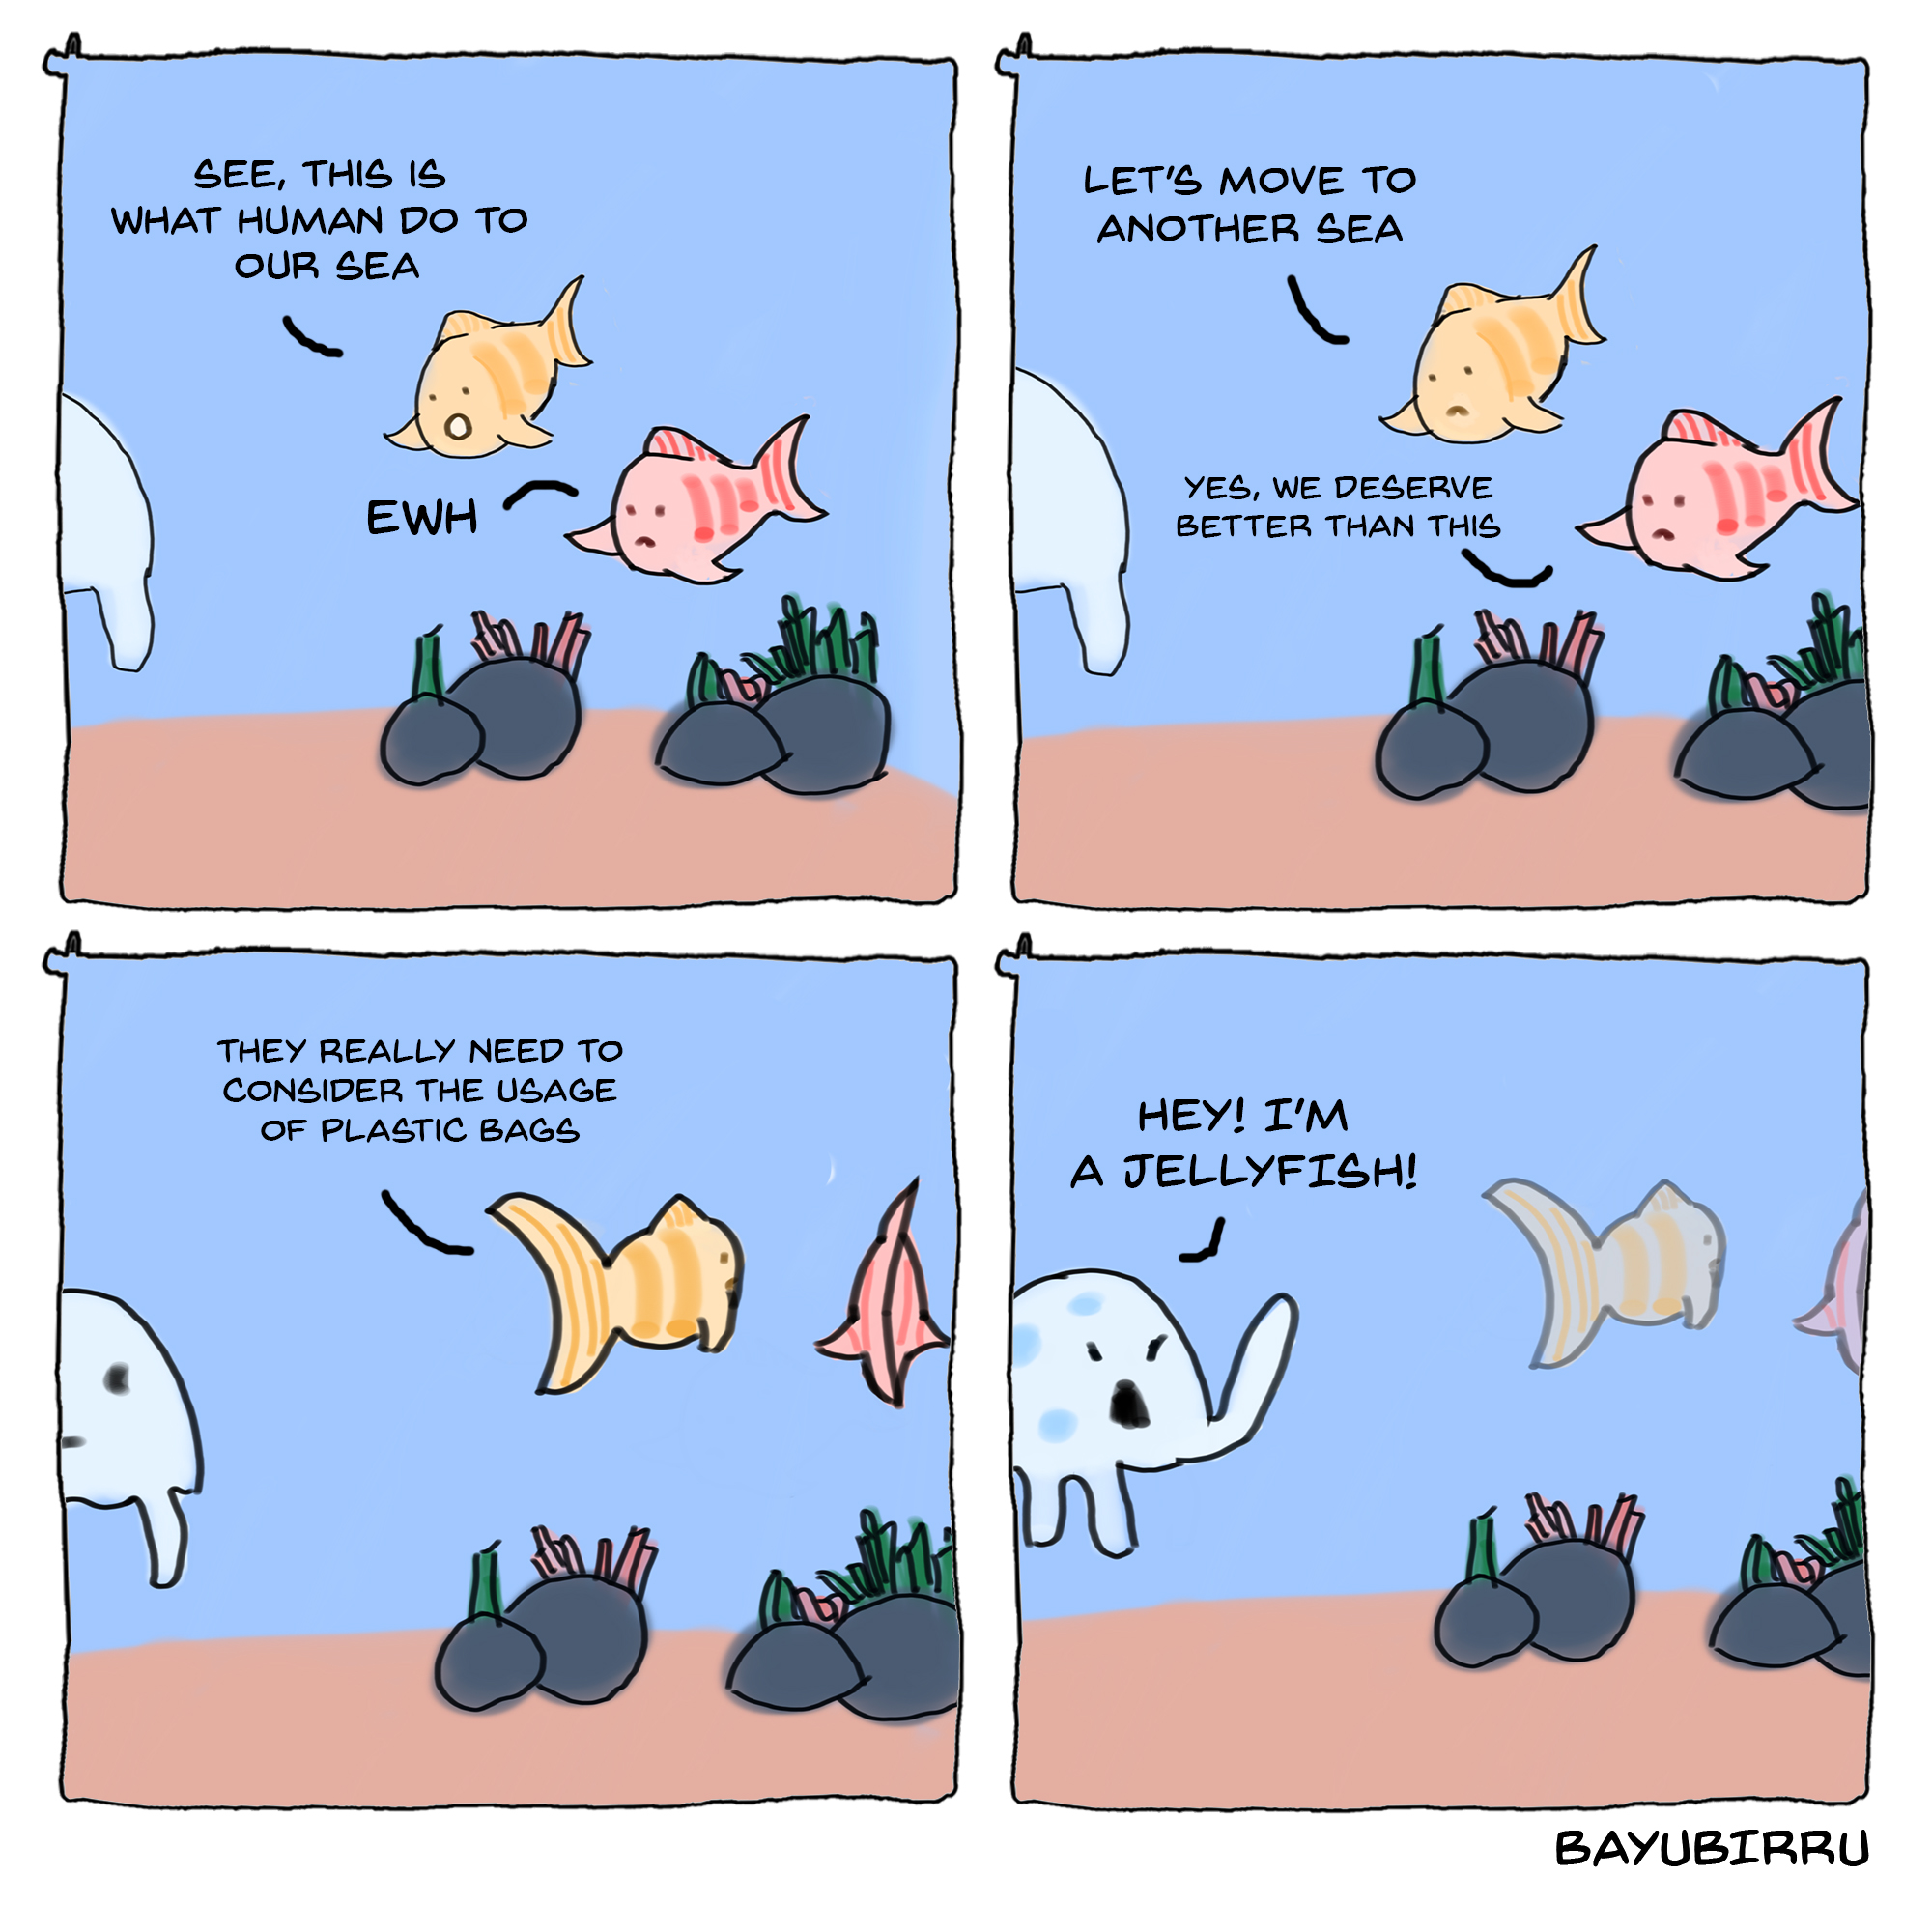 SEE, THIS IS
WHAT HUMAN DO TO
OUR SEA
EWH
LET'S MOVE TO
ANOTHER SEA
YES, WE DESERVE
BETTER THAN THIS
THEY REALLY NEED TO
CONSIDER THE USAGE
OF PLASTIC BAGS
HEY! I'M
A JELLYFISH!
BAYUBIRRU